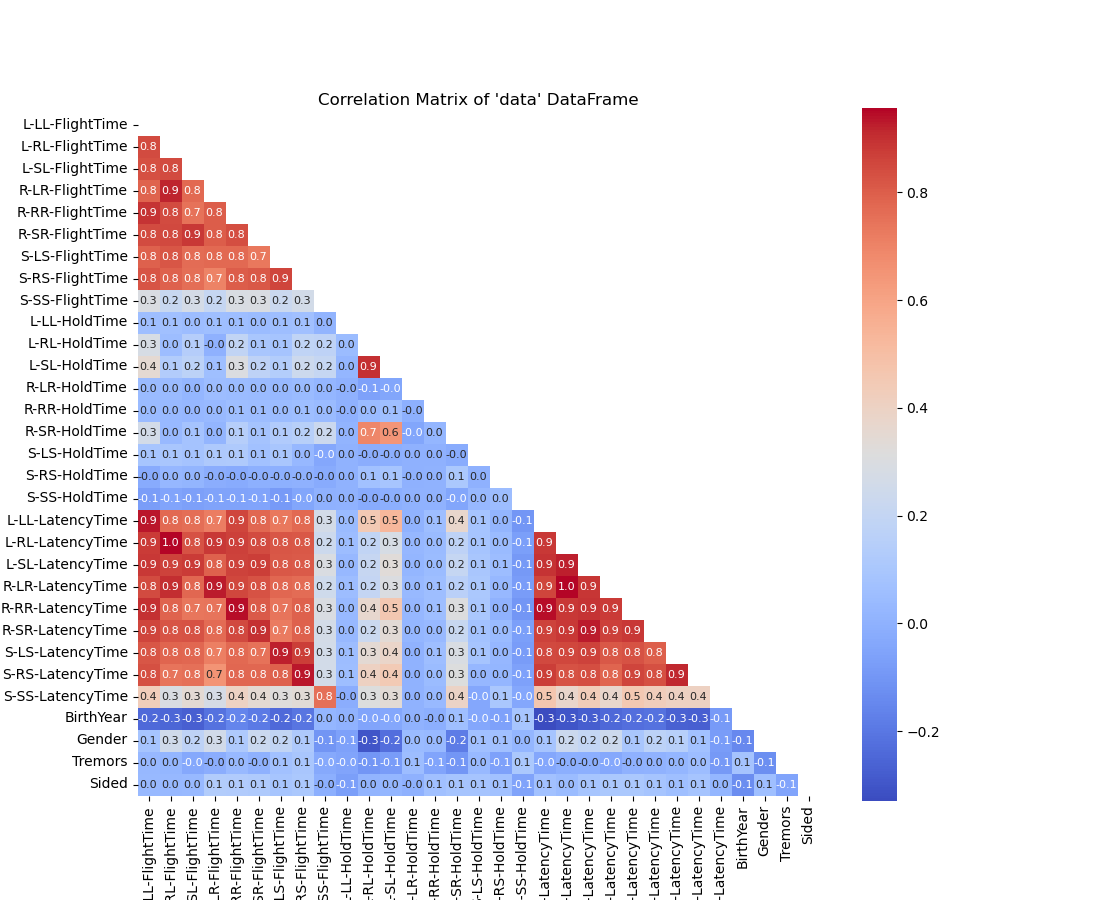 Correlation Matrix of 'data' DataFrame
L-LL-FlightTime
L-RL-FlightTime 0.8
L-SL-FlightTime 0.8 0.8
R-LR-FlightTime 0.8 0.9 0.8
R-RR-FlightTime 0.9 0.8 0.7 0.8
R-SR-FlightTime 0.8 0.8 0.9 0.8 0.8
S-LS-FlightTime 0.8 0.8 0.8 0.8 0.8 0.7
S-RS-FlightTime 0.8 0.8 0.8 0.7 0.8 0.8 0.9
S-SS-FlightTime 0.3 0.2 0.3 0.2 0.3 0.3 0.2 0.3
L-LL-HoldTime 0.1 0.1 0.0 0.1 0.1 0.0 0.1 0.1 0.0
L-RL-HoldTime 0.3 0.0 0.1 -0.0 0.2 0.1 0.1 0.2 0.2 0.0
L-SL-HoldTime 0.4 0.1 0.2 0.1 0.3 0.2 0.1 0.2 0.2 0.0 0.9
R-LR-HoldTime 0.0 0.0 0.0 0.0 0.0 0.0 0.0 0.0 0.0 -0.0 -0.1 -0.0
R-RR-HoldTime 0.0 0.0 0.0 0.0 0.1 0.1 0.0 0.1 0.0 -0.0 0.0 0.1 -0.0
R-SR-HoldTime 0.3 0.0 0.1 0.0 0.1 0.1 0.1 0.2 0.2 0.0 0.7 0.6 -0.0 0.0
S-LS-HoldTime 0.1 0.1 0.1 0.1 0.1 0.1 0.1 0.0 -0.0 0.0 -0.0 -0.0 0.0 0.0 -0.0
S-RS-HoldTime -0.0 0.0 0.0 -0.0 -0.0 -0.0 -0.0 -0.0 -0.0 0.0 0.1 0.1 -0.0 0.0 0.1 0.0
S-SS-HoldTime -0.1 -0.1 -0.1 -0.1 -0.1 -0.1 -0.1 -0.0 0.0 0.0 -0.0 -0.0 0.0 0.0 -0.0 0.0 0.0
L-LL-LatencyTime 0.9 0.8 0.8 0.7 0.9 0.8 0.7 0.8 0.3 0.0 0.5 0.5 0.0 0.1 0.4 0.1 0.0 -0.1
L-RL-LatencyTime 0.9 1.0 0.8 0.9 0.9 0.8 0.8 0.8 0.2 0.1 0.2 0.3 0.0 0.0 0.2 0.1 0.0 -0.1 0.9
L-SL-LatencyTime 0.9 0.9 0.9 0.8 0.9 0.9 0.8 0.8 0.3 0.0 0.2 0.3 0.0 0.1 0.2 0.1 0.0 -0.1 0.9 0.9
R-LR-LatencyTime 0.8 0.9 0.8 0.9 0.9 0.8 0.8 0.8 0.2 0.1 0.2 0.3 0.0 0.1 0.2 0.1 0.0 -0.1 0.9 1.0 0.9
R-RR-LatencyTime 0.9 0.8 0.7 0.7 0.9 0.8 0.7 0.8 0.3 0.0 0.4 0.5 0.0 0.1 0.3 0.1 0.0 -0.1 0.9 0.9 0.9 0.9
R-SR-LatencyTime 0.9 0.8 0.8 0.8 0.8 0.9 0.7 0.8 0.3 0.0 0.2 0.3 0.0 0.1 0.2 0.1 0.0 -0.1 0.9 0.9 0.9 0.9 0.9
S-LS-LatencyTime 0.8 0.8 0.8 0.8 0.8 0.7 0.9 0.9 0.3 0.1 0.3 0.4 0.0 0.1 0.3 0.1 0.0 -0.1 0.8 0.9 0.9 0.8 0.8 0.8
S-RS-LatencyTime 0.8 0.7 0.8 0.7 0.8 0.8 0.9 0.9 0.3 0.1 0.4 0.4 0.0 0.1 0.3 0.0 0.0 -0.1 0.9 0.8 0.8 0.8 0.9 0.8 0.9
S-SS-LatencyTime 0.4 0.3 0.3 0.3 0.4 0.4 0.3 0.3 0.8 -0.0 0.3 0.3 0.0 0.0 0.4 -0.0 0.1 -0.0 0.5 0.4 0.4 0.4 0.5 0.4 0.4 0.4
BirthYear -0.2 -0.3 -0.3 -0.2 -0.2 -0.2 -0.2 -0.2 0.0 0.0 -0.0 -0.0 0.0 -0.0 0.1 -0.0 -0.1 0.1 -0.3 -0.3 -0.3 -0.2 -0.2 -0.2 -0.3 -0.3 -0.1
Gender 0.1 0.3 0.2 0.3 0.1 0.2 0.2 0.1 -0.1 -0.1 -0.3 -0.2 0.0 0.0 -0.2 0.1 0.1 0.0 0.1 0.2 0.2 0.2 0.1 0.2 0.1 0.1 -0.1 -0.1
Tremors 0.0 0.0 -0.0 0.0 -0.0 -0.0 0.1 0.1 -0.0 -0.0 -0.1 -0.1 0.1 -0.1 -0.1 0.0 -0.1 0.1 -0.0 -0.0 -0.0 0.0 -0.0 0.0 0.0 0.0 -0.1 0.1 -0.1
Sided 0.0 0.0 0.0 0.1 0.1 0.1 0.1 0.1 -0.0 -0.1 0.0 0.0 -0.0 0.1 0.1 0.1 0.1 -0.1 0.1 0.0 0.1 0.1 0.1 0.1 0.1 0.1 0.0 -0.1 0.1 -0.1
BirthYear
Gender
Tremors
Sided
0.8
0.6
0.4
0.2
0.0
−0.2